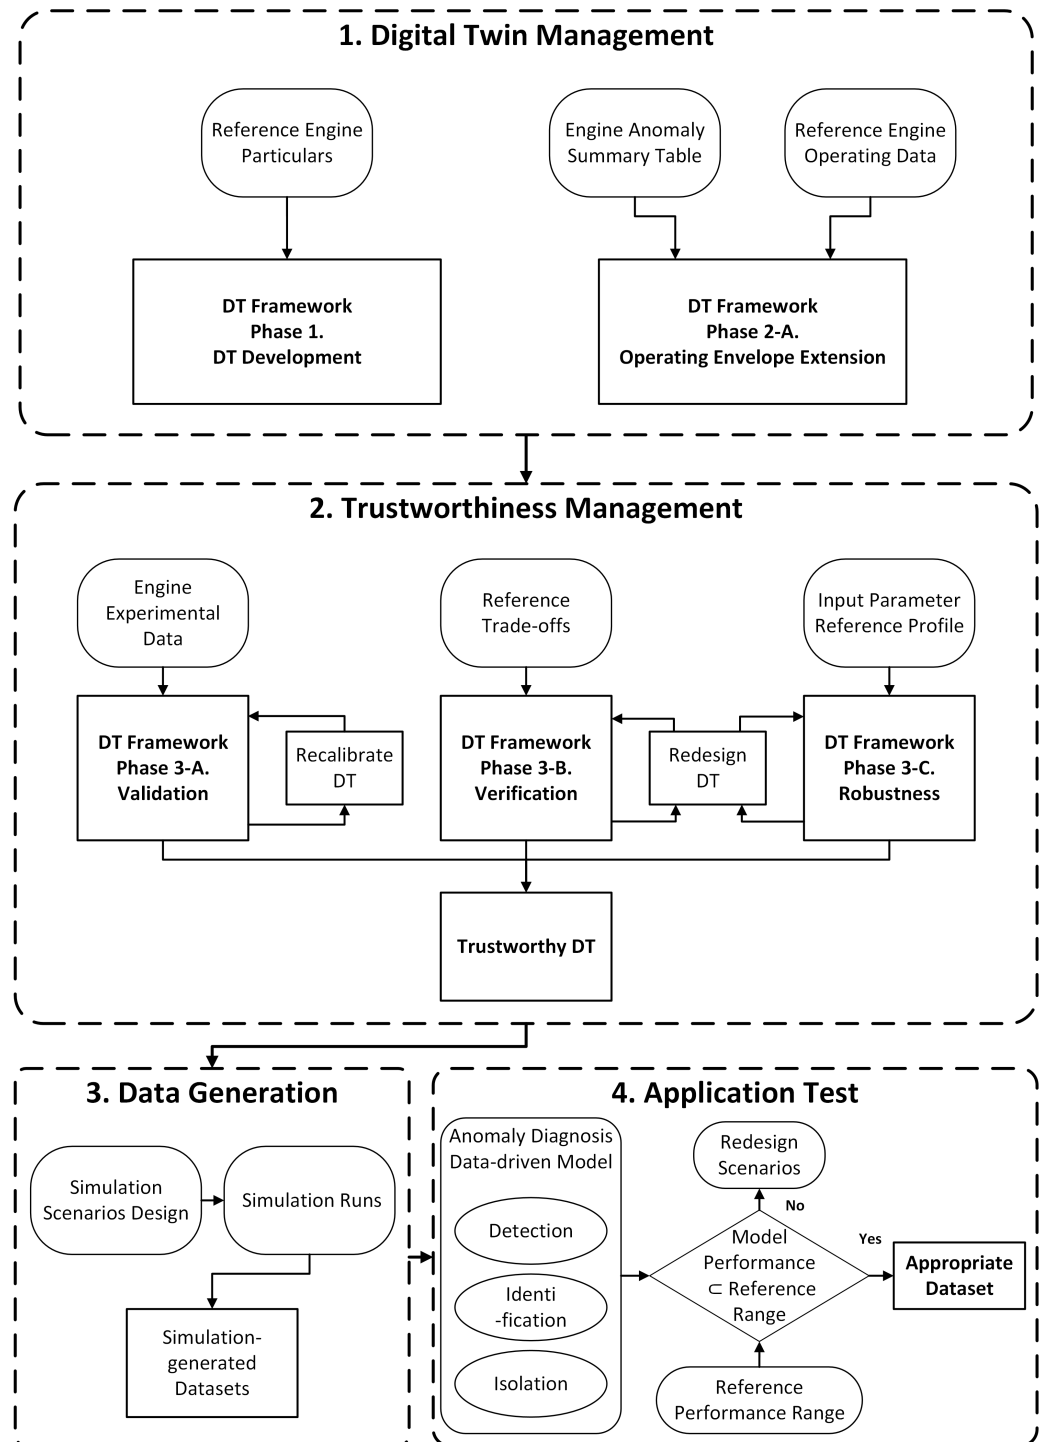 1. Digital Twin Management
Reference Engine
Particulars
Engine Anomaly
Summary Table
Reference Engine
Operating Data
DT Framework
Phase 1.
DT Development
DT Framework
Phase 2-A.
Operating Envelope Extension
2. Trustworthiness Management
Engine
Experimental
Data
Reference
Trade-offs
Input Parameter
Reference Profile
DT Framework
Phase 3-A.
Validation
Recalibrate
DT
DT Framework
Phase 3-B.
Verification
Redesign
DT
DT Framework
Phase 3-C.
Robustness
Trustworthy DT
3. Data Generation
Simulation
Scenarios Design
Simulation Runs
Simulation-
generated
Datasets
4. Application Test
Anomaly Diagnosis
Data-driven Model
Detection
Identi
-fication
Isolation
Redesign
Scenarios
No
Model
Performance
⊂ Reference
Range
Yes
Appropriate
Dataset
Reference
Performance Range